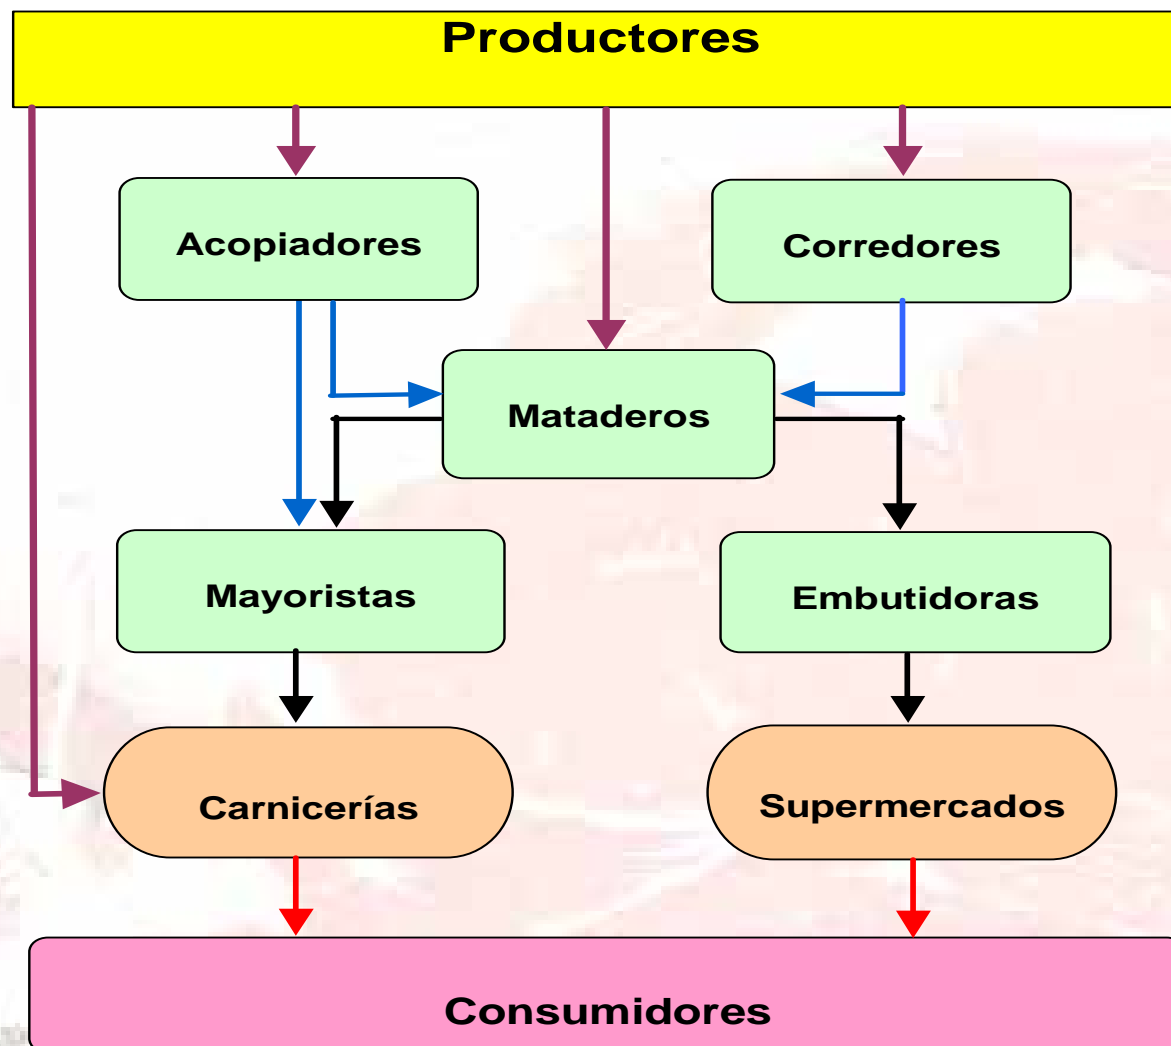 Productores
Acopiadores
Corredores
Mataderos
Mayoristas
Embutidoras
Carnicerías
Supermercados
Consumidores